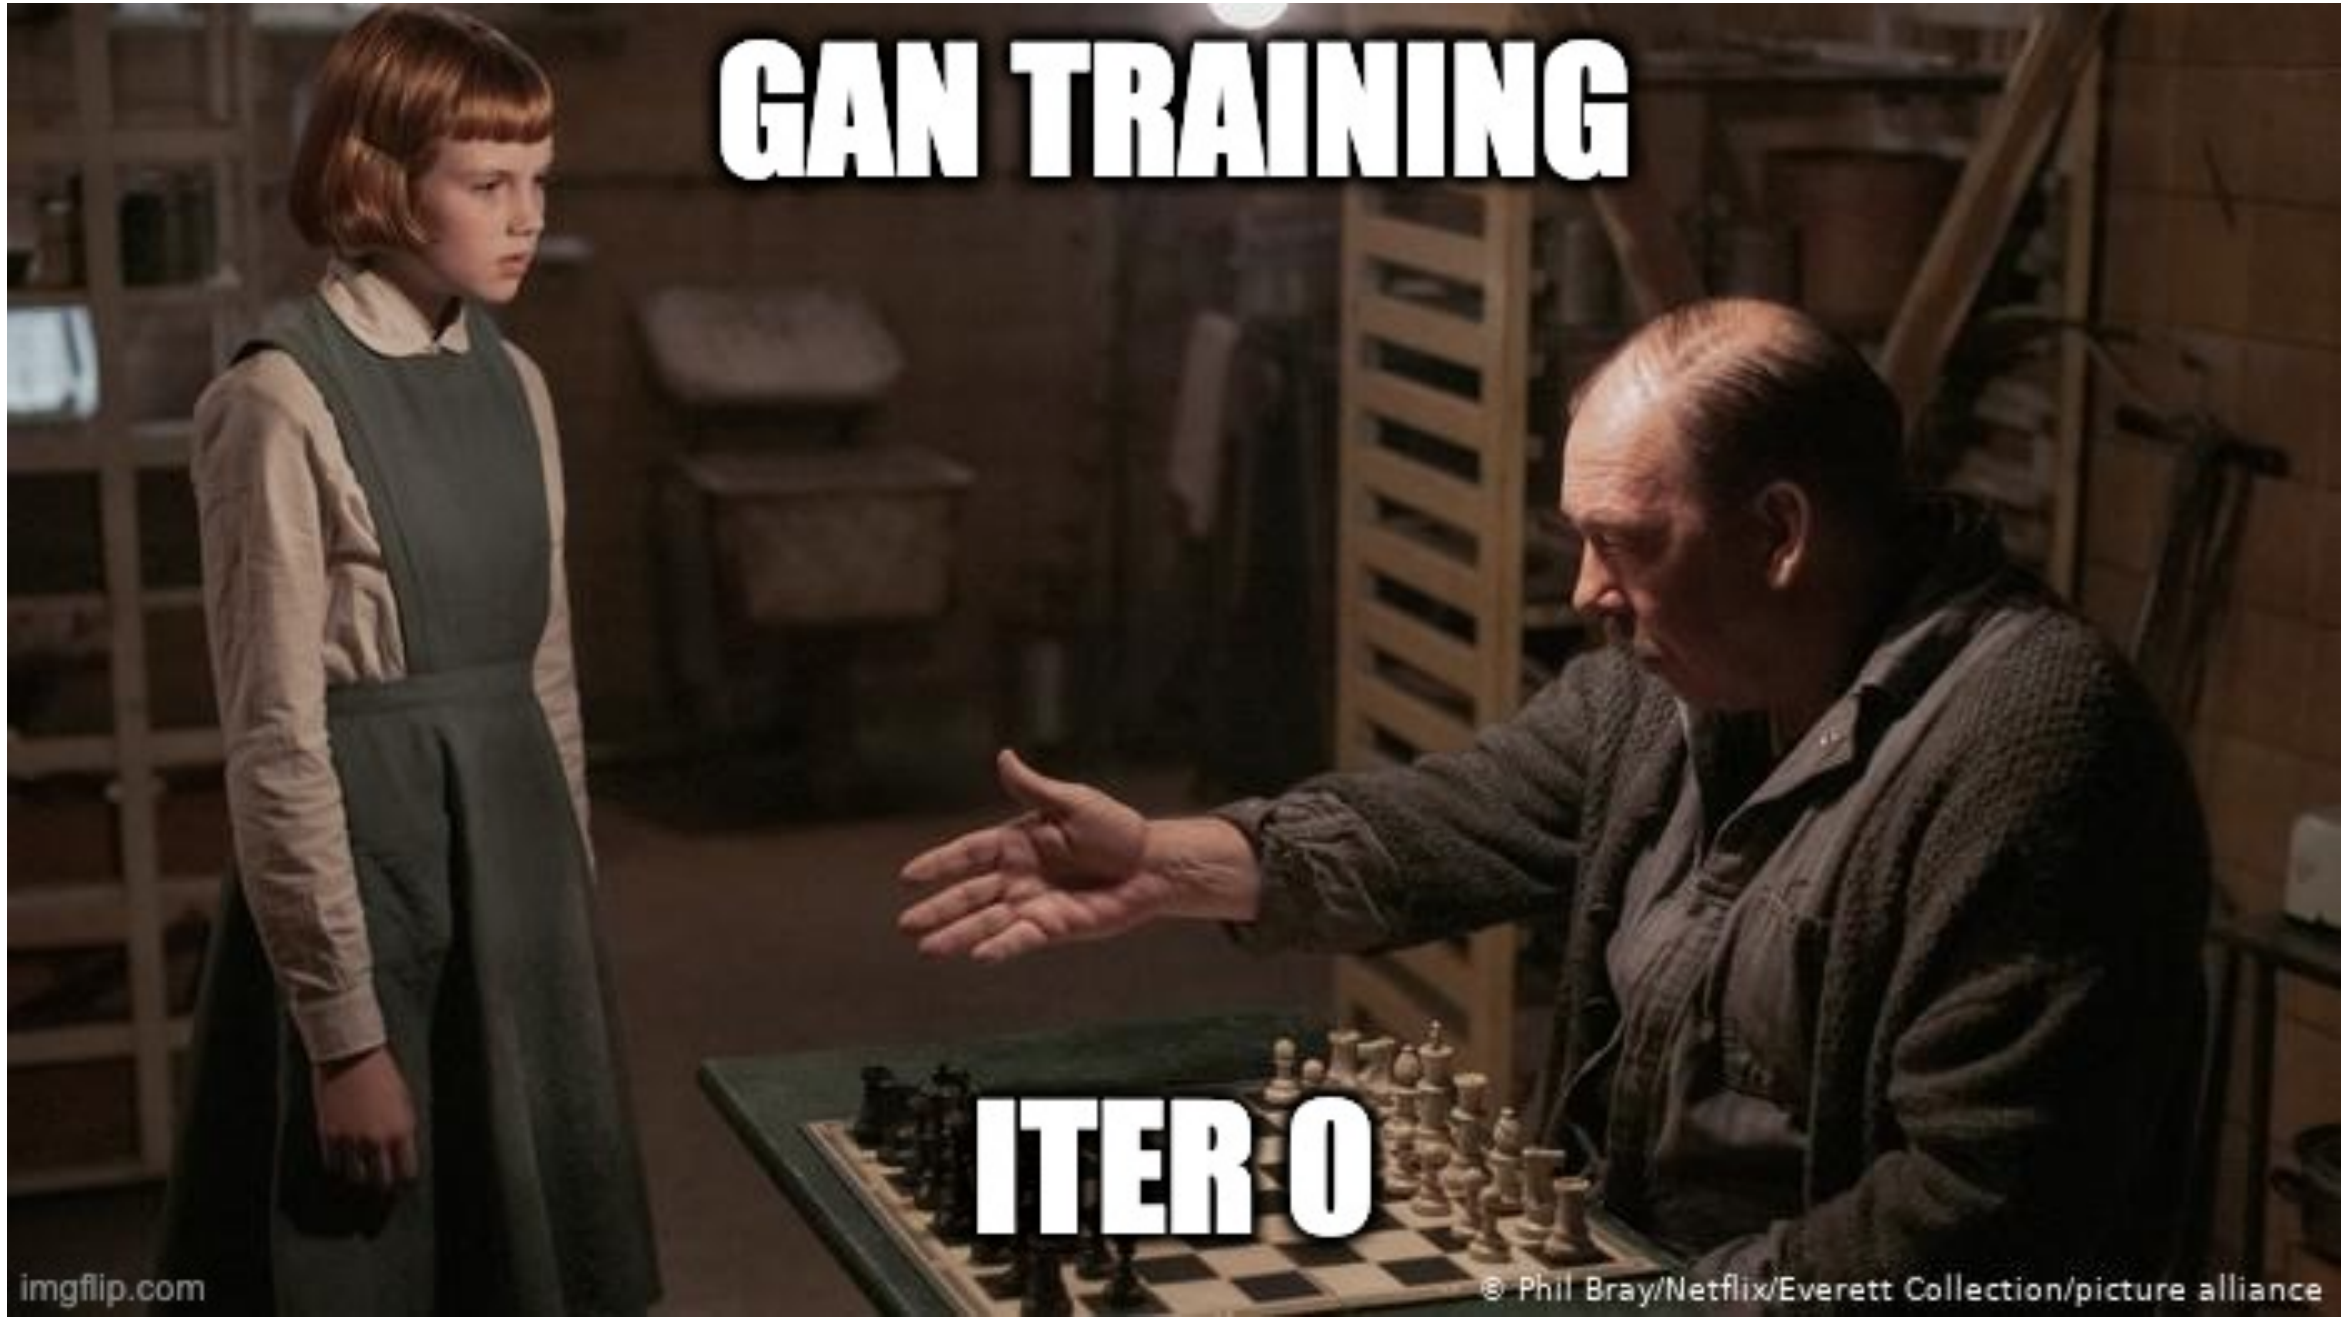 GAN TRAINING
ITER 0
imgflip.com
© Phil Bray/Netflix/Everett Collection/picture alliance